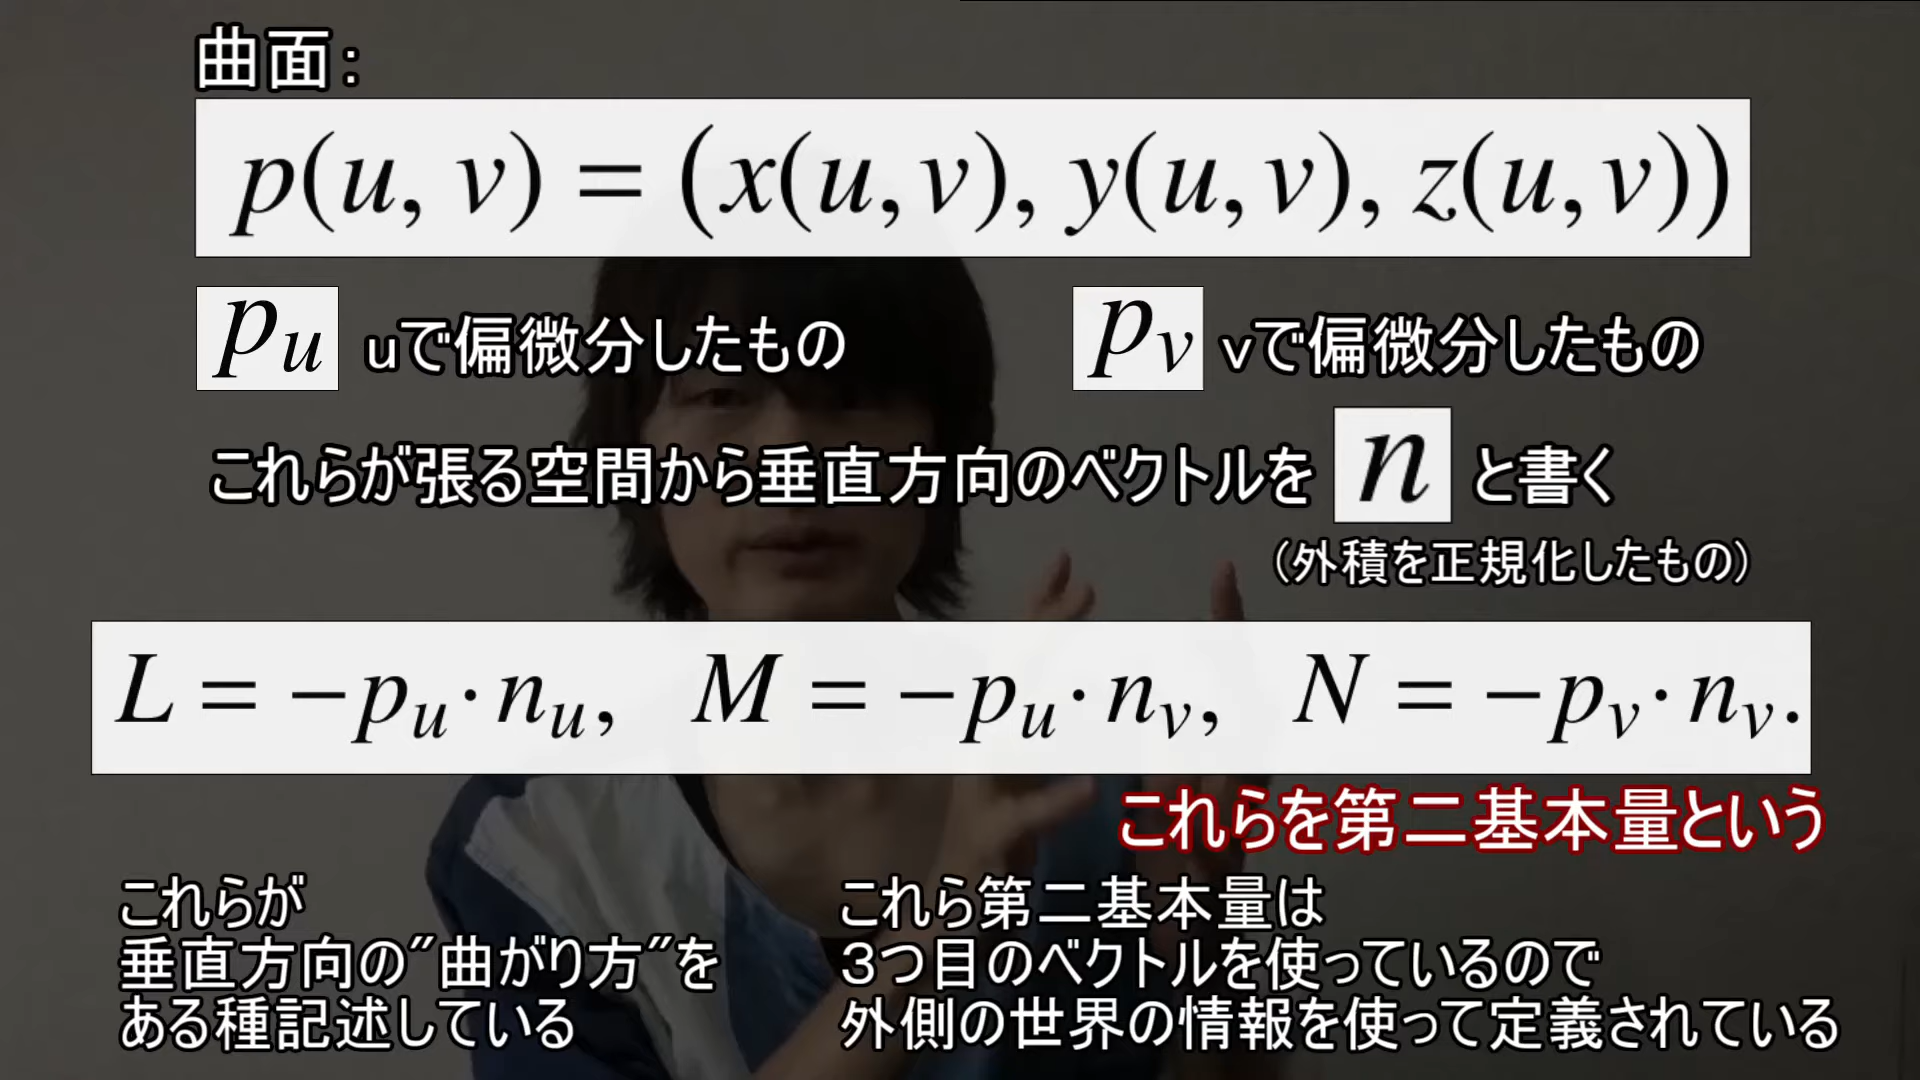 曲面:
p(u, v) = (x(u,v), y(u,v), z(u,v))
p_u uで偏微分したもの p_v vで偏微分したもの
これらが張る空間から垂直方向のベクトルを n と書く
(外積を正規化したもの)
L = −p_u · n_u, M = −p_u · n_v, N = −p_v · n_v.
これらを第二基本量という
これらが
垂直方向の"曲がり方"を
ある種記述している
これら第二基本量は
3つ目のベクトルを使っているので
外側の世界の情報を使って定義されている